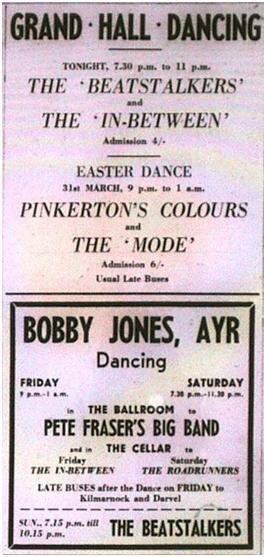 GRAND · HALL · DANCING
TONIGHT, 7.30 p.m. to 11 p.m.
THE 'BEATSTALKERS'
and
THE 'IN-BETWEEN'
Admission 4/-
EASTER DANCE
31st MARCH, 9 p.m. to 1 a.m.
PINKERTON'S COLOURS
and
THE 'MODE'
Admission 6/-
Usual Late Buses
BOBBY JONES, AYR
Dancing
FRIDAY SATURDAY
9 p.m.-1 a.m. 7.30 p.m.-11.30 p.m.
in THE BALLROOM to
PETE FRASER'S BIG BAND
and in THE CELLAR to
Friday Saturday
THE IN-BETWEEN THE ROADRUNNERS
LATE BUSES after the Dance on FRIDAY to
Kilmarnock and Darvel
SUN., 7.15 p.m. till
10.15 p.m. THE BEATSTALKERS